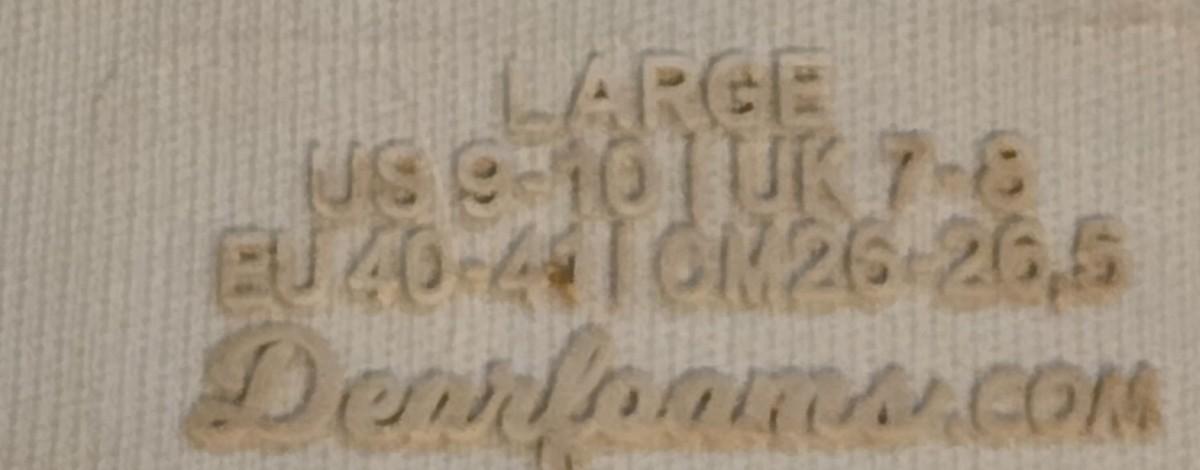 LARGE
US 9-10 | UK 7-8
EU 40-41 | CM 26-26,5
Dearfoams.COM